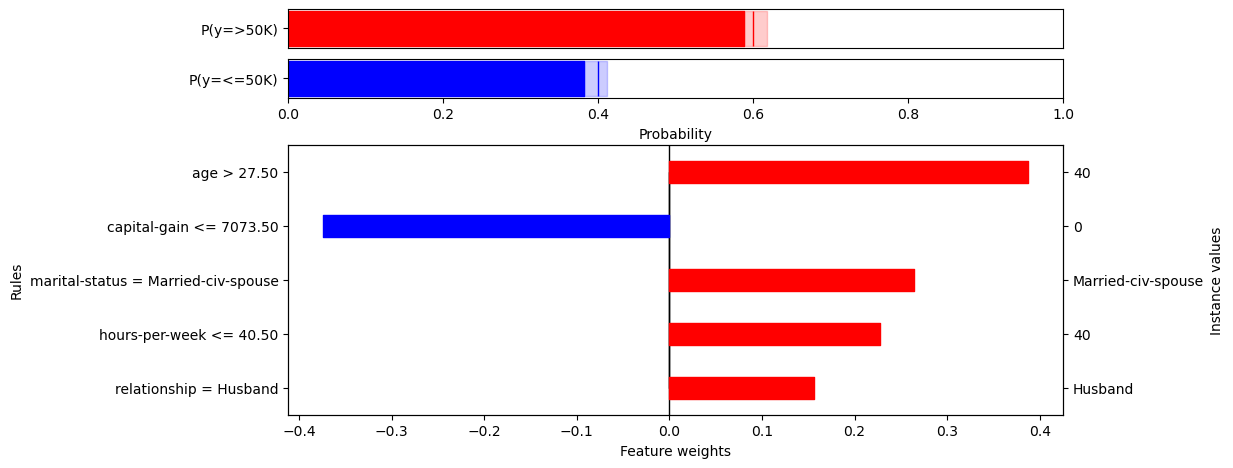 P(y=>50K)
P(y=<=50K)
0.0 0.2 0.4 0.6 0.8 1.0
Probability
Rules
Instance values
age > 27.50 40
capital-gain <= 7073.50 0
marital-status = Married-civ-spouse Married-civ-spouse
hours-per-week <= 40.50 40
relationship = Husband Husband
−0.4 −0.3 −0.2 −0.1 0.0 0.1 0.2 0.3 0.4
Feature weights